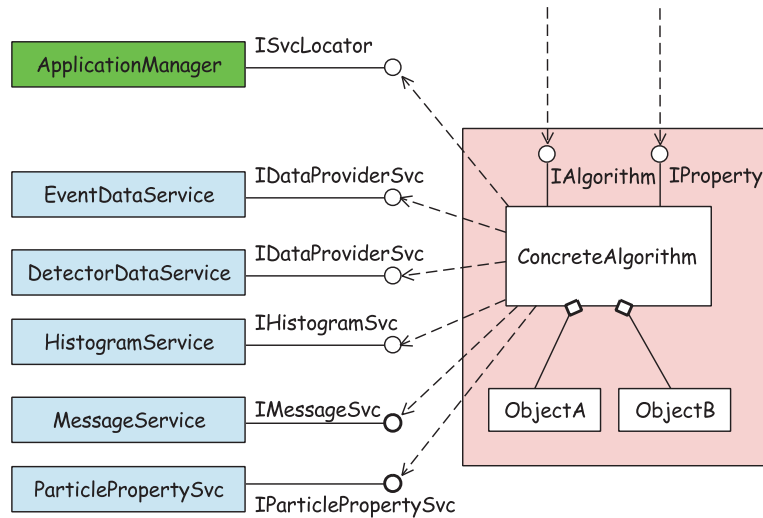 ISvcLocator
ApplicationManager
IAlgorithm
IProperty
IDataProviderSvc
EventDataService
ConcreteAlgorithm
IDataProviderSvc
DetectorDataService
IHistogramSvc
HistogramService
IMessageSvc
MessageService
ObjectA
ObjectB
ParticlePropertySvc
IParticlePropertySvc